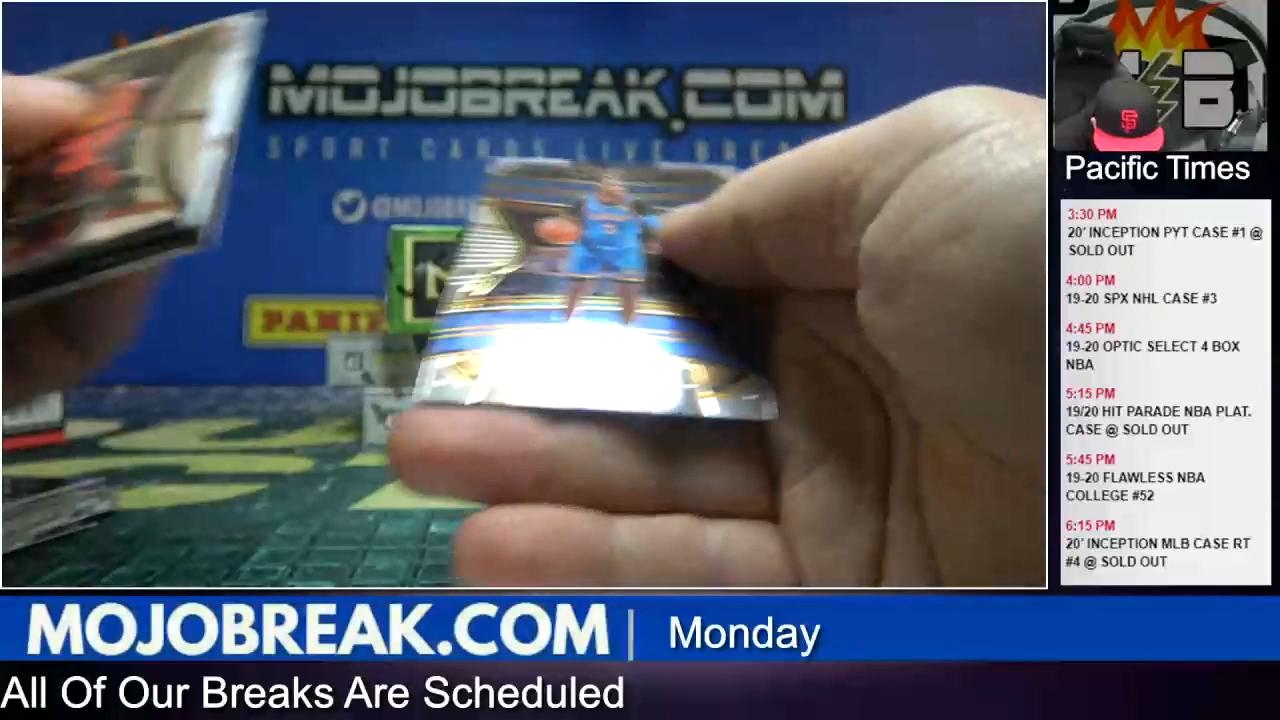 MOJOBREAK.COM
SPORT CARDS LIVE BREA
@MOJOB
PANINI
B
SF
Pacific Times
3:30 PM
20' INCEPTION PYT CASE #1 @
SOLD OUT
4:00 PM
19-20 SPX NHL CASE #3
4:45 PM
19-20 OPTIC SELECT 4 BOX
NBA
5:15 PM
19/20 HIT PARADE NBA PLAT.
CASE @ SOLD OUT
5:45 PM
19-20 FLAWLESS NBA
COLLEGE #52
6:15 PM
20' INCEPTION MLB CASE RT
#4 @ SOLD OUT
MOJOBREAK.COM | Monday
All Of Our Breaks Are Scheduled